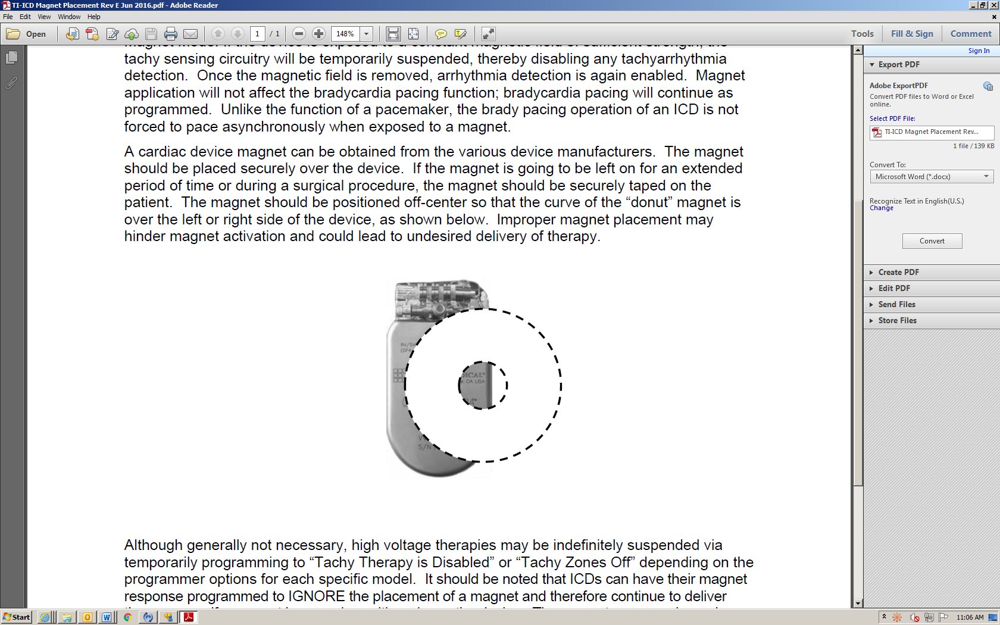 TI-ICD Magnet Placement Rev E Jun 2016.pdf - Adobe Reader
File Edit View Window Help
Open 1 / 1 148% Tools Fill & Sign Comment
tachy sensing circuitry will be temporarily suspended, thereby disabling any tachyarrhythmia
detection. Once the magnetic field is removed, arrhythmia detection is again enabled. Magnet
application will not affect the bradycardia pacing function; bradycardia pacing will continue as
programmed. Unlike the function of a pacemaker, the brady pacing operation of an ICD is not
forced to pace asynchronously when exposed to a magnet.
A cardiac device magnet can be obtained from the various device manufacturers. The magnet
should be placed securely over the device. If the magnet is going to be left on for an extended
period of time or during a surgical procedure, the magnet should be securely taped on the
patient. The magnet should be positioned off-center so that the curve of the “donut” magnet is
over the left or right side of the device, as shown below. Improper magnet placement may
hinder magnet activation and could lead to undesired delivery of therapy.
RV/SV
(DF4
DICAL™
CA USA
S/N
Although generally not necessary, high voltage therapies may be indefinitely suspended via
temporarily programming to “Tachy Therapy is Disabled” or “Tachy Zones Off” depending on the
programmer options for each specific model. It should be noted that ICDs can have their magnet
response programmed to IGNORE the placement of a magnet and therefore continue to deliver
Sign In
Export PDF
Adobe ExportPDF
Convert PDF files to Word or Excel
online.
Select PDF File:
TI-ICD Magnet Placement Rev...
1 file / 139 KB
Convert To:
Microsoft Word (*.docx)
Recognize Text in English(U.S.)
Change
Convert
Create PDF
Edit PDF
Send Files
Store Files
Start 11:06 AM